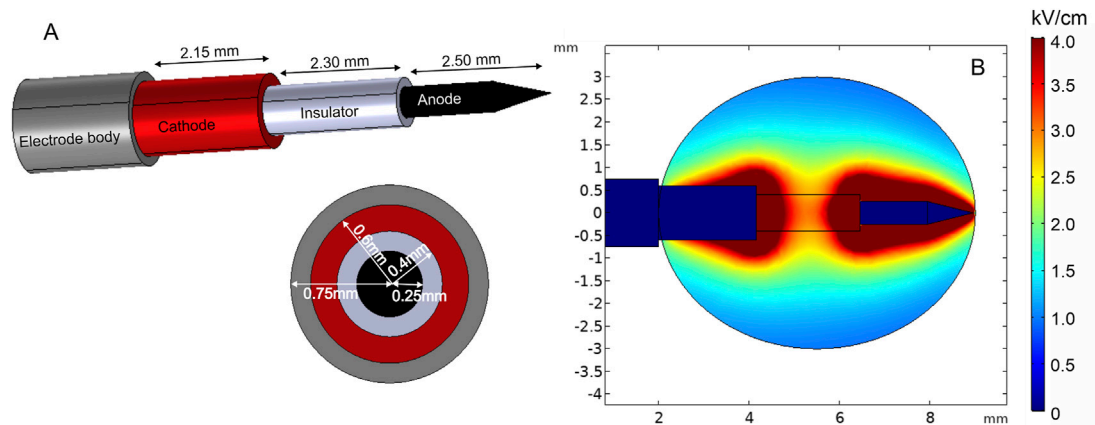 A
2.15 mm
2.30 mm
2.50 mm
Electrode body
Cathode
Insulator
Anode
0.6mm
0.4mm
0.75mm
0.25mm
mm
B
3
2.5
2
1.5
1
0.5
0
-0.5
-1
-1.5
-2
-2.5
-3
-3.5
-4
2
4
6
8
mm
kV/cm
4.0
3.0
2.5
2.0
1.5
1.0
0.5
0